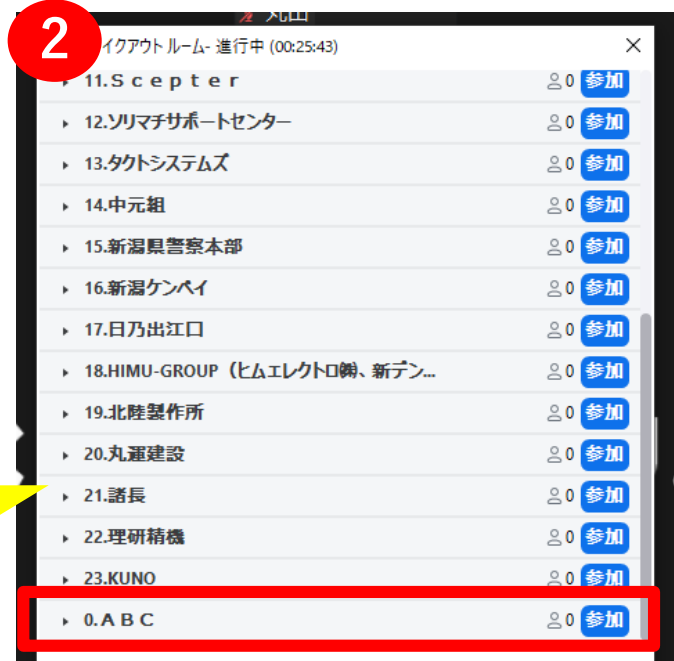 丸山
2
イクアウト ルーム- 進行中 (00:25:43)
11.Ｓｃｅｐｔｅｒ 0 参加
12.ソリマチサポートセンター 0 参加
13.タクトシステムズ 0 参加
14.中元組 0 参加
15.新潟県警察本部 0 参加
16.新潟ケンベイ 0 参加
17.日乃出江口 0 参加
18.HIMU-GROUP（ヒムエレクトロ㈱、新デン... 0 参加
19.北陸製作所 0 参加
20.丸運建設 0 参加
21.諸長 0 参加
22.理研精機 0 参加
23.KUNO 0 参加
0.ＡＢＣ 0 参加